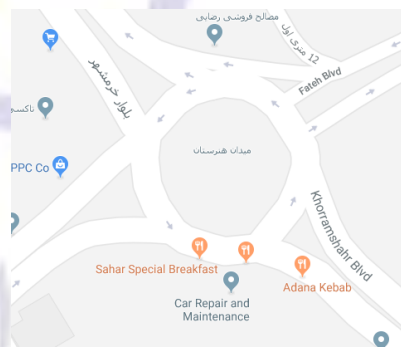 مصالح فروشی رضایی
12 متری اول
Fateh Blvd
بلوار خرمشهر
تاکسی
میدان هنرستان
PPC Co
Khorramshahr Blvd
Sahar Special Breakfast
Adana Kebab
Car Repair and
Maintenance